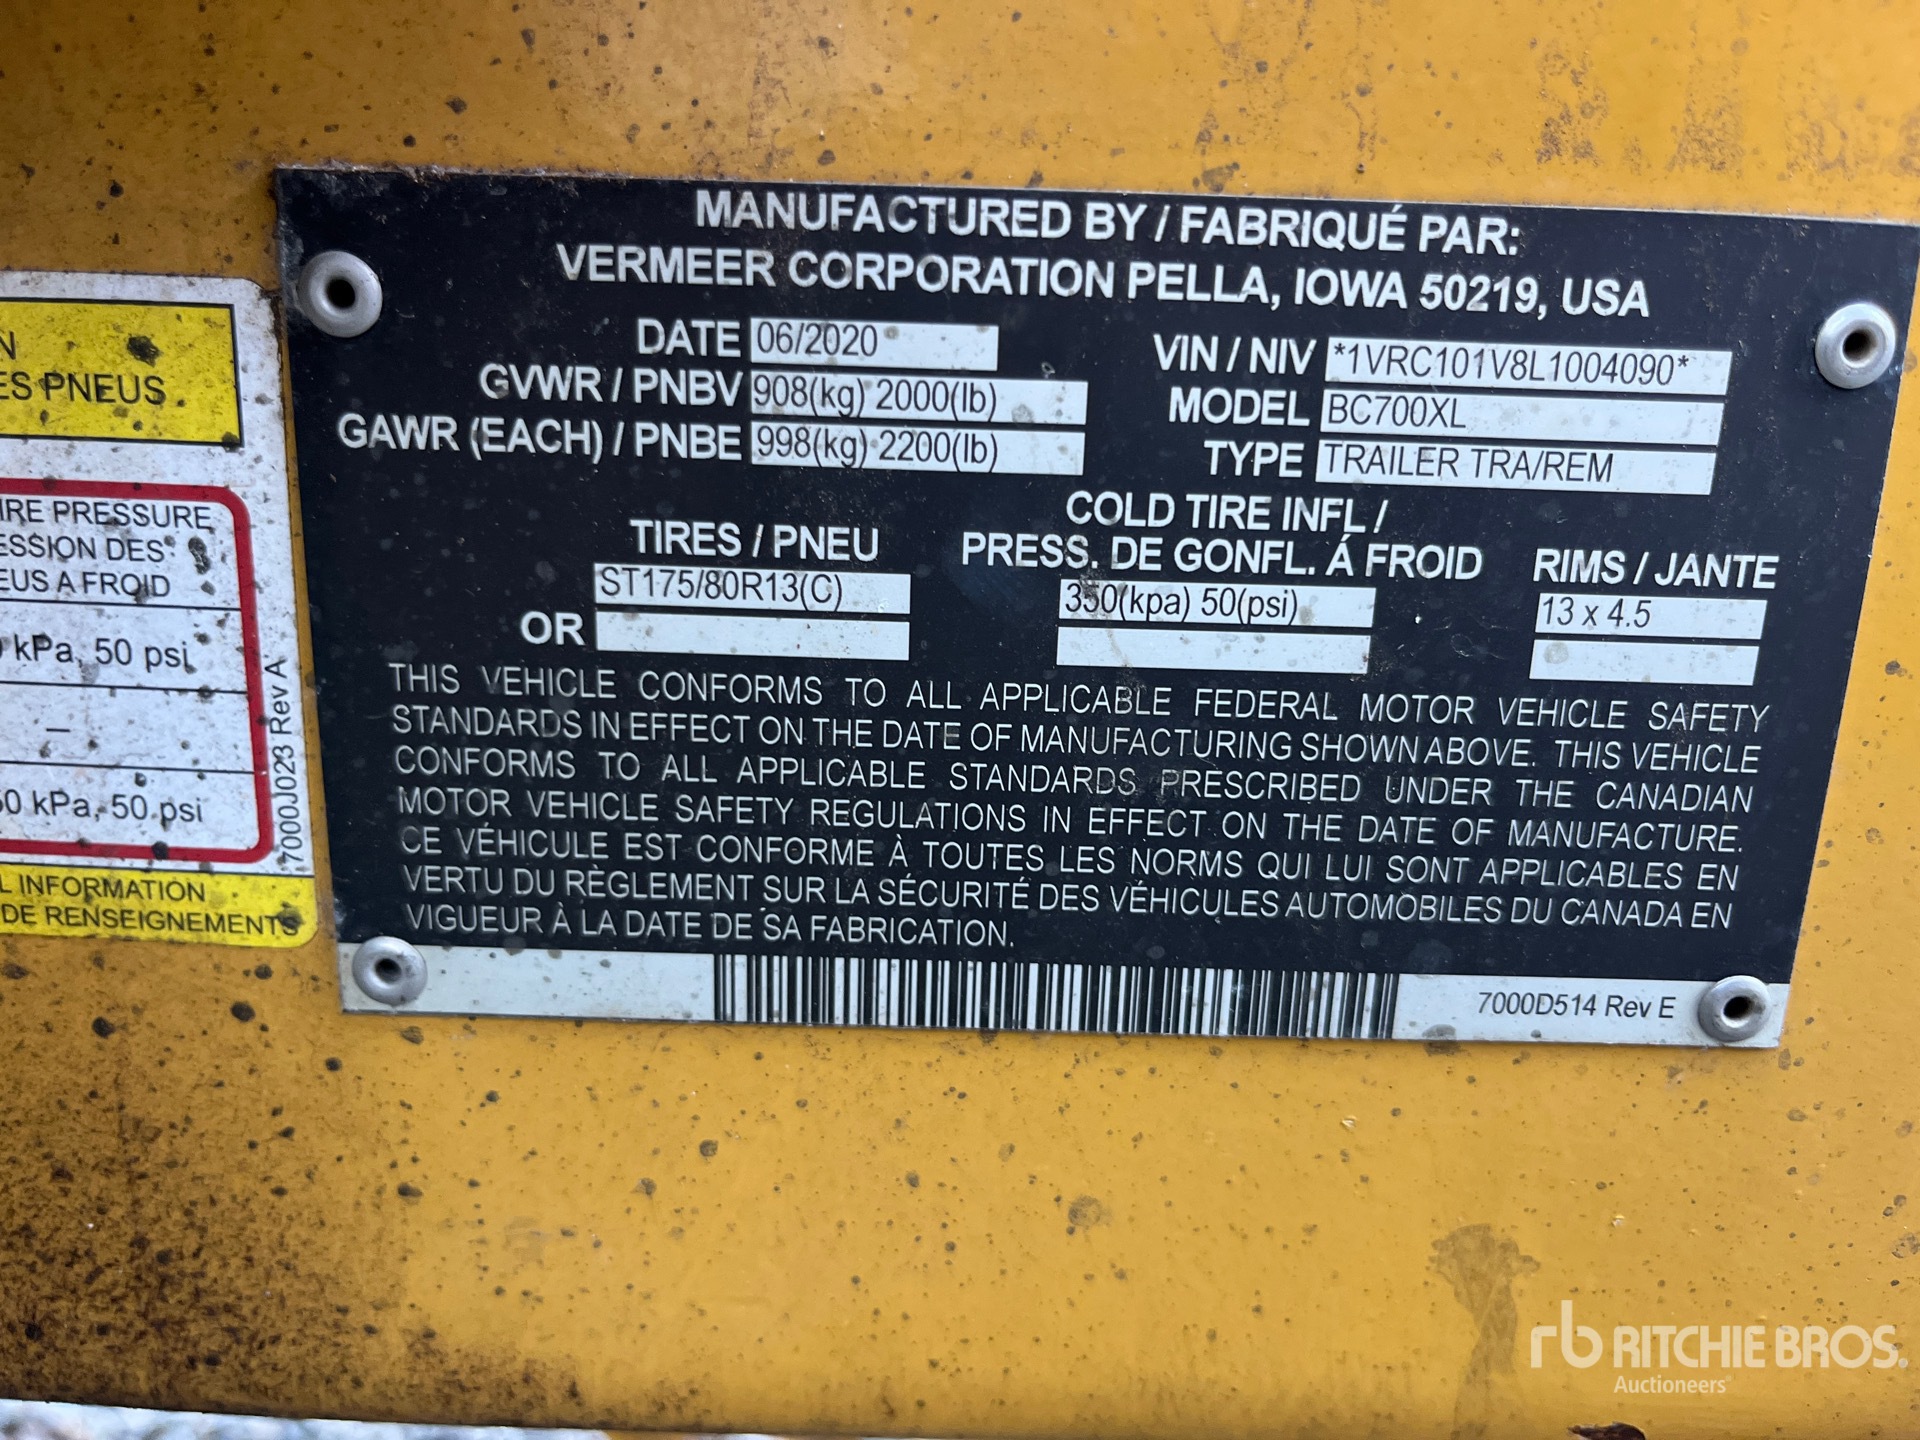 MANUFACTURED BY / FABRIQUÉ PAR:
VERMEER CORPORATION PELLA, IOWA 50219, USA
DATE 06/2020
VIN / NIV *1VRC101V8L1004090*
GVWR / PNBV 908(kg) 2000(lb)
MODEL BC700XL
GAWR (EACH) / PNBE 998(kg) 2200(lb)
TYPE TRAILER TRA/REM
TIRES / PNEU
COLD TIRE INFL /
PRESS. DE GONFL. Á FROID
RIMS / JANTE
ST175/80R13(C)
350(kpa) 50(psi)
13 x 4.5
OR
THIS VEHICLE CONFORMS TO ALL APPLICABLE FEDERAL MOTOR VEHICLE SAFETY
STANDARDS IN EFFECT ON THE DATE OF MANUFACTURING SHOWN ABOVE. THIS VEHICLE
CONFORMS TO ALL APPLICABLE STANDARDS PRESCRIBED UNDER THE CANADIAN
MOTOR VEHICLE SAFETY REGULATIONS IN EFFECT ON THE DATE OF MANUFACTURE.
CE VÉHICULE EST CONFORME À TOUTES LES NORMS QUI LUI SONT APPLICABLES EN
VERTU DU RÈGLEMENT SUR LA SÉCURITÉ DES VÉHICULES AUTOMOBILES DU CANADA EN
VIGUEUR À LA DATE DE SA FABRICATION.
7000D514 Rev E
N
ES PNEUS
IRE PRESSURE
ESSION DES
EUS A FROID
0 kPa, 50 psi
–
50 kPa, 50 psi
7000J023 Rev A
L INFORMATION
DE RENSEIGNEMENTS
rb RITCHIE BROS.
Auctioneers